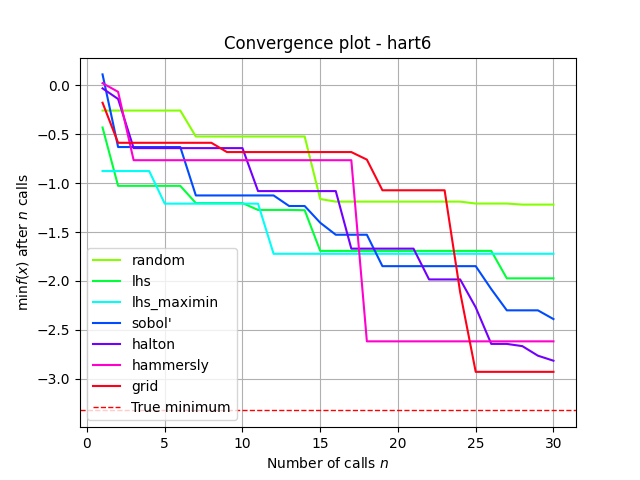 Convergence plot - hart6
min f(x) after n calls
0.0
−0.5
−1.0
−1.5
−2.0
−2.5
−3.0
random
lhs
lhs_maximin
sobol'
halton
hammersly
grid
True minimum
0 5 10 15 20 25 30
Number of calls n